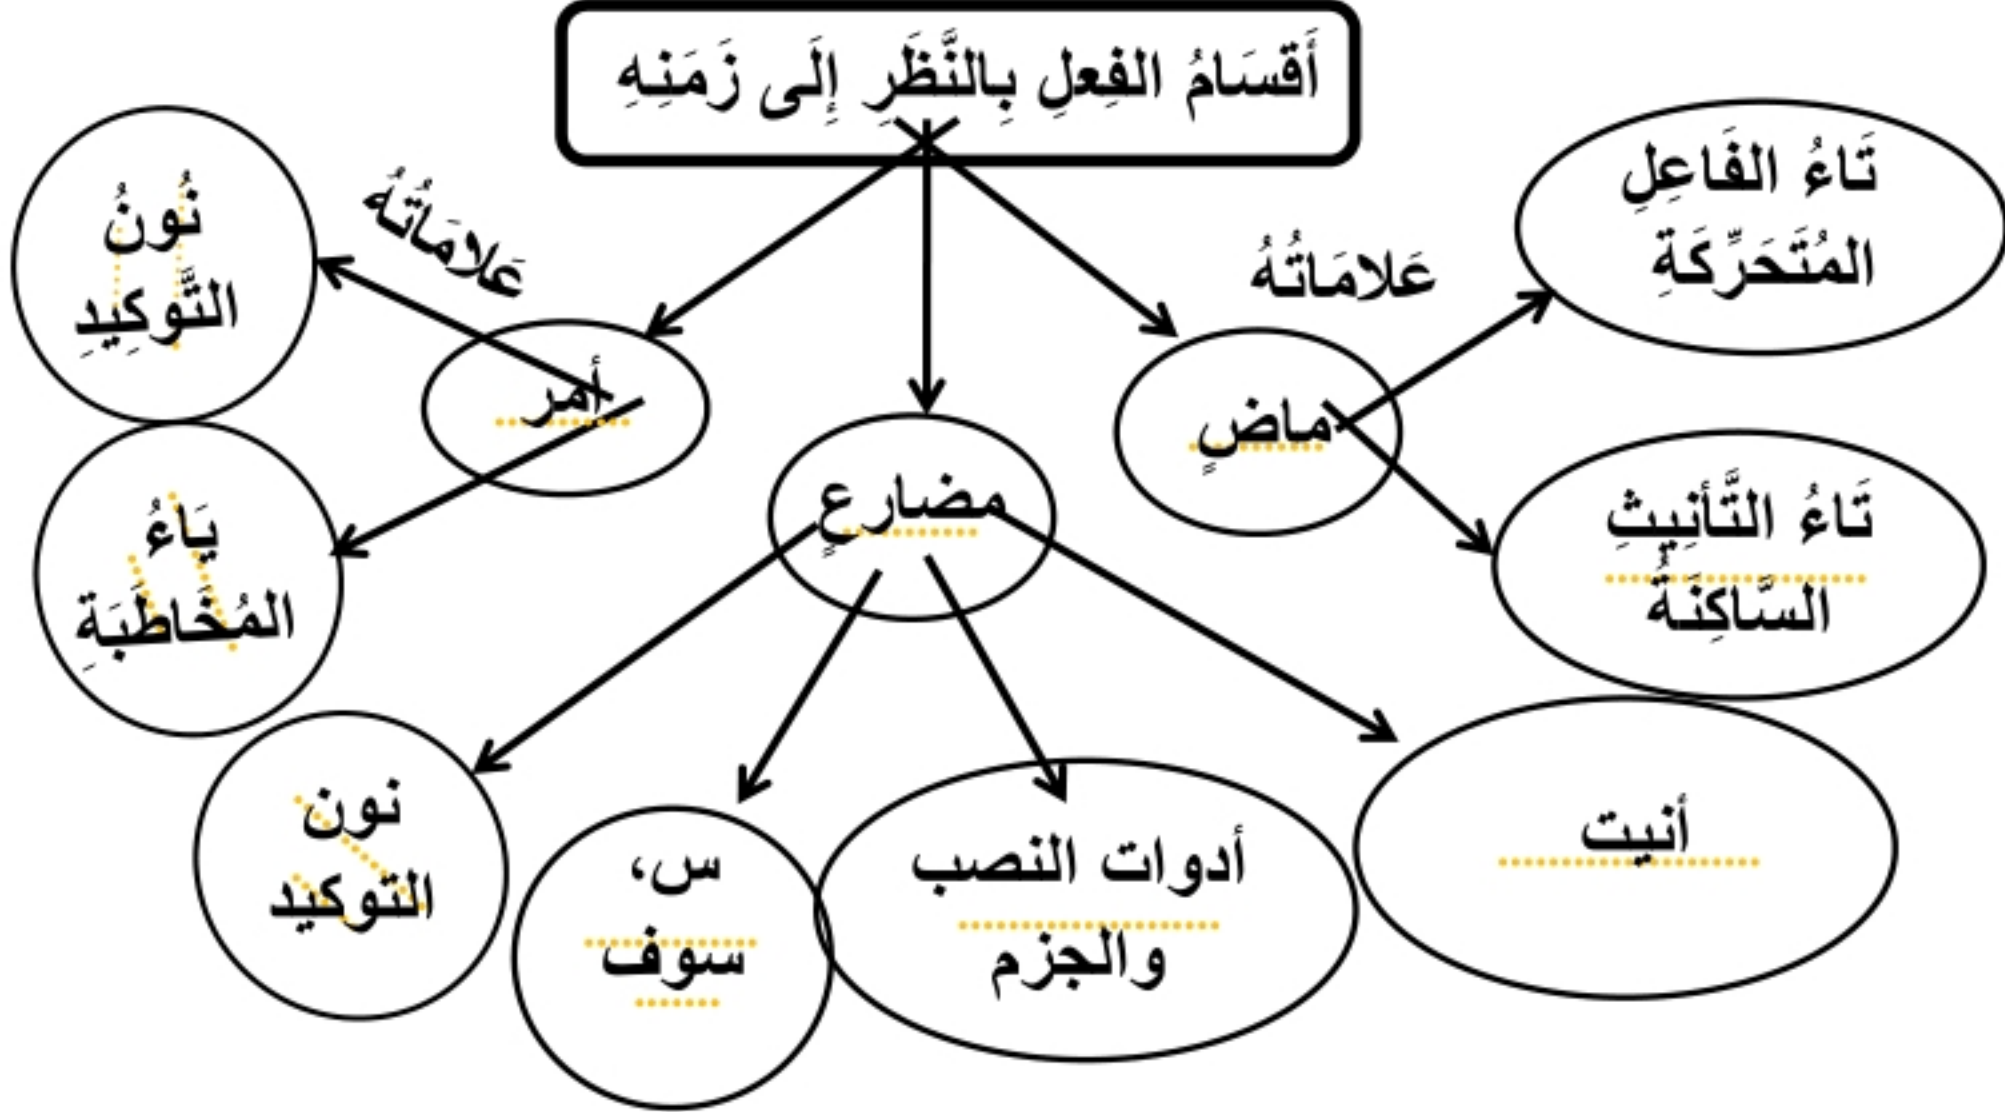 أَقسَامُ الفِعلِ بِالنَّظَرِ إِلَى زَمَنِهِ
تَاءُ الفَاعِلِ
المُتَحَرِّكَةِ
عَلامَاتُهُ
ماضٍ
تَاءُ التَّأنِيثِ
السَّاكِنَةُ
مضارعٍ
أنيت
أدوات النصب
والجزم
س،
سوف
نون
التوكيد
عَلامَاتُهُ
أمر
نُونُ
التَّوكِيدِ
يَاءُ
المُخَاطَبَةِ